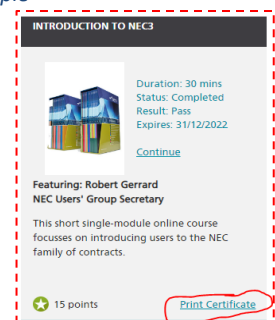 INTRODUCTION TO NEC3
Duration: 30 mins
Status: Completed
Result: Pass
Expires: 31/12/2022
Continue
Featuring: Robert Gerrard
NEC Users' Group Secretary
This short single-module online course
focusses on introducing users to the NEC
family of contracts.
15 points
Print Certificate